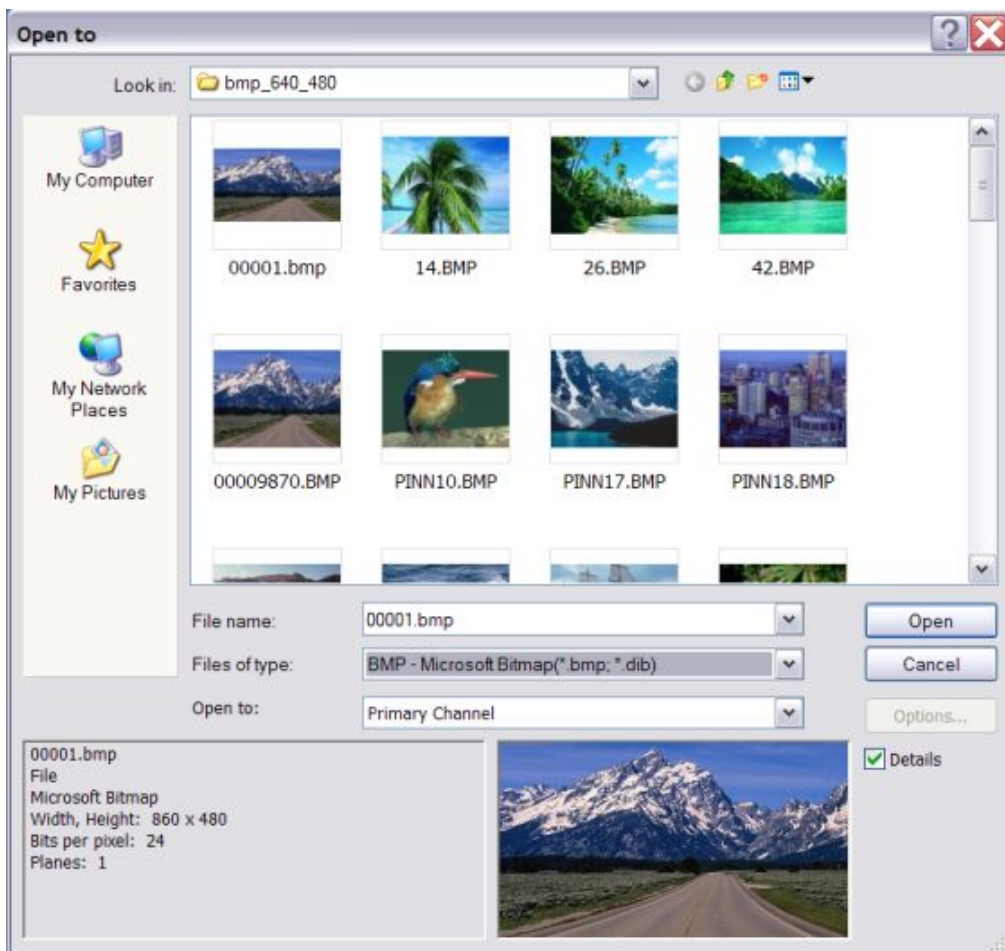 Open to
Look in:
bmp_640_480
My Computer
Favorites
My Network
Places
My Pictures
00001.bmp
14.BMP
26.BMP
42.BMP
00009870.BMP
PINN10.BMP
PINN17.BMP
PINN18.BMP
File name:
00001.bmp
Open
Files of type:
BMP - Microsoft Bitmap(*.bmp; *.dib)
Cancel
Open to:
Primary Channel
Options...
00001.bmp
File
Microsoft Bitmap
Width, Height: 860 x 480
Bits per pixel: 24
Planes: 1
Details